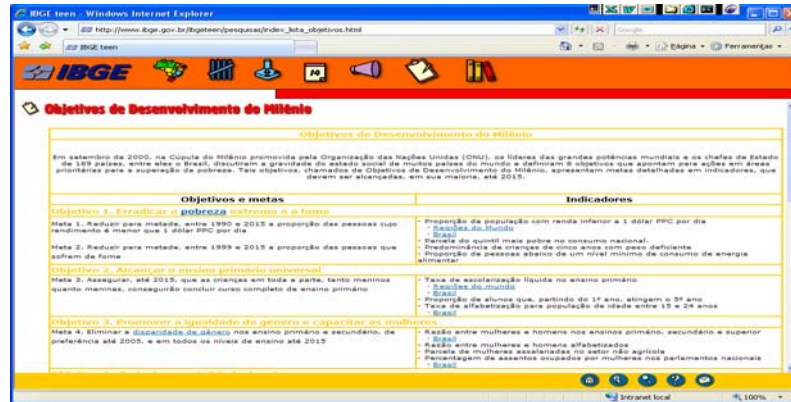 IBGE teen - Windows Internet Explorer
http://www.ibge.gov.br/ibgeteen/pesquisas/indev_lista_objetivos.html
Google
IBGE teen
Página
Ferramentas
IBGE
Objetivos de Desenvolvimento do Milênio
Objetivos de Desenvolvimento do Milênio
Em setembro de 2000, na Cúpula do Milênio promovida pela Organização das Nações Unidas (ONU), os líderes das grandes potências mundiais e os chefes de Estado
de 189 países, entre eles o Brasil, discutiram a gravidade do estado social de muitos países do mundo e definiram 8 objetivos que apontam para ações em áreas
prioritárias para a superação da pobreza. Tais objetivos, chamados de Objetivos de Desenvolvimento do Milênio, apresentam metas detalhadas em indicadores, que
devem ser alcançadas, em sua maioria, até 2015.
Objetivos e metas
Indicadores
Objetivo 1. Erradicar a pobreza extrema e a fome
Meta 1. Reduzir para metade, entre 1990 e 2015 a proporção das pessoas cujo
rendimento é menor que 1 dólar PPC por dia
Meta 2. Reduzir para metade, entre 1999 e 2015 a proporção das pessoas que
sofrem de fome
- Proporção da população com renda inferior a 1 dólar PPC por dia
- Regiões do Mundo
- Brasil
- Parcela do quintil mais pobre no consumo nacional.
- Predominância de crianças de cinco anos com peso deficiente
- Proporção de pessoas abaixo de um nível mínimo de consumo de energia
alimentar
Objetivo 2. Alcançar o ensino primário universal
Meta 3. Assegurar, até 2015, que as crianças em toda a parte, tanto meninos
quanto meninas, conseguirão concluir curso completo de ensino primário
- Taxa de escolarização líquida no ensino primário
- Regiões do mundo
- Brasil
- Proporção de alunos que, partindo do 1º ano, atingem o 5º ano
- Taxa de alfabetização para população de idade entre 15 e 24 anos
- Brasil
Objetivo 3. Promover a igualdade de gênero e capacitar as mulheres
Meta 4. Eliminar a disparidade de gênero nos ensino primário e secundário, de
preferência até 2005, e em todos os níveis de ensino até 2015
- Razão entre mulheres e homens nos ensinos primário, secundário e superior
- Brasil
- Razão entre mulheres e homens alfabetizados
- Parcela de mulheres assalariadas no setor não agrícola
- Percentagem de assentos ocupados por mulheres nos parlamentos nacionais
- Brasil
Intranet local
100%